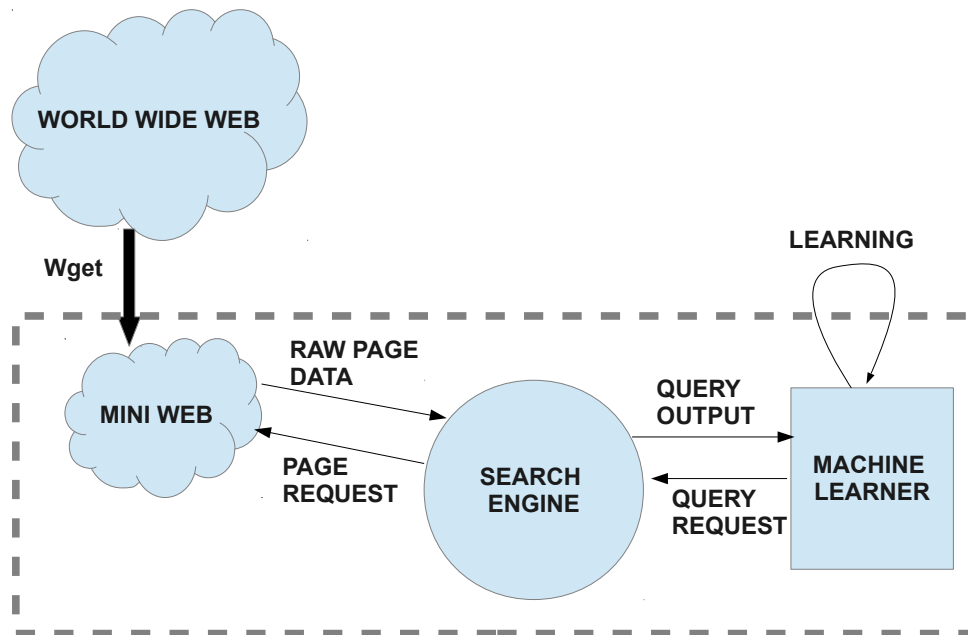 WORLD WIDE WEB
Wget
LEARNING
RAW PAGE
DATA
MINI WEB
PAGE
REQUEST
SEARCH
ENGINE
QUERY
OUTPUT
QUERY
REQUEST
MACHINE
LEARNER